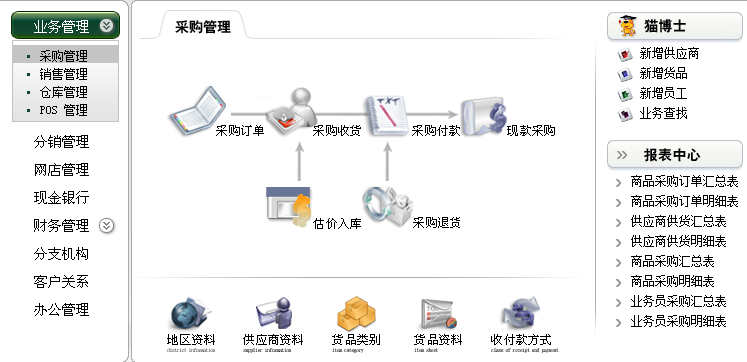 业务管理
采购管理
销售管理
仓库管理
POS 管理
分销管理
网店管理
现金银行
财务管理
分支机构
客户关系
办公管理
采购管理
采购订单
采购收货
TXT
采购付款
现款采购
估价入库
采购退货
地区资料
district infomation
供应商资料
supplier infomation
货品类别
item category
货品资料
item sheet
收付款方式
class of receipt and payment
猫博士
新增供应商
新增货品
新增员工
业务查找
报表中心
商品采购订单汇总表
商品采购订单明细表
供应商供货汇总表
供应商供货明细表
商品采购汇总表
商品采购明细表
业务员采购汇总表
业务员采购明细表